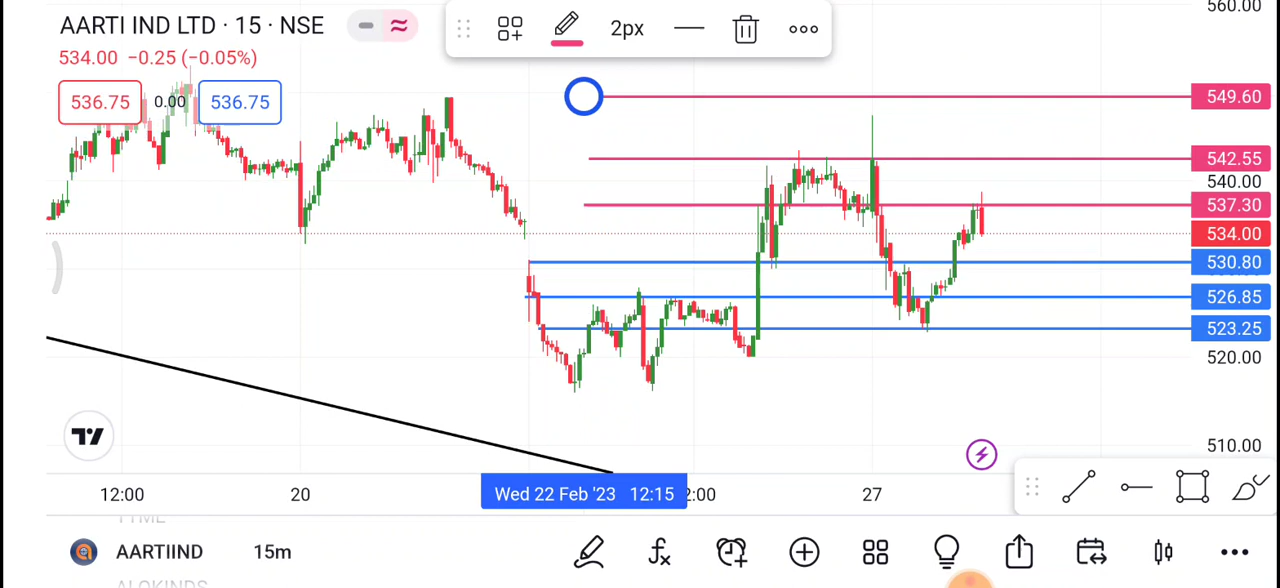 560.00
AARTI IND LTD · 15 · NSE
2px
534.00 −0.25 (−0.05%)
536.75 0.00 536.75
549.60
542.55
540.00
537.30
534.00
530.80
526.85
523.25
520.00
510.00
12:00 20 Wed 22 Feb '23 12:15 2:00 27
AARTIIND 15m